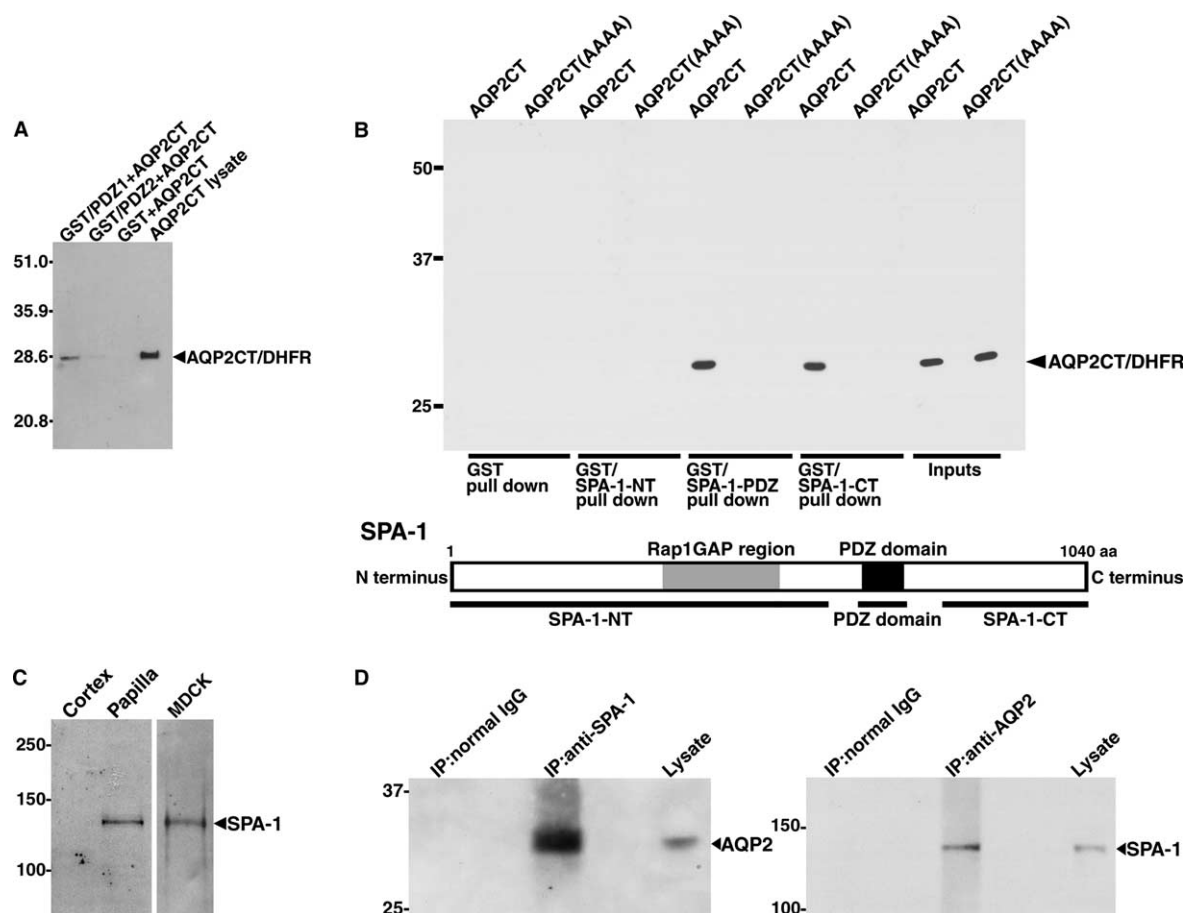 A
GST/PDZ1+AQP2CT
GST/PDZ2+AQP2CT
GST+AQP2CT
AQP2CT lysate
51.0
35.9
28.6
20.8
AQP2CT/DHFR
B
AQP2CT
AQP2CT(AAAA)
AQP2CT
AQP2CT(AAAA)
AQP2CT
AQP2CT(AAAA)
AQP2CT
AQP2CT(AAAA)
AQP2CT
AQP2CT(AAAA)
50
37
25
AQP2CT/DHFR
GST
pull down
GST/
SPA-1-NT
pull down
GST/
SPA-1-PDZ
pull down
GST/
SPA-1-CT
pull down
Inputs
SPA-1
1
Rap1GAP region
PDZ domain
1040 aa
N terminus
C terminus
SPA-1-NT
PDZ domain
SPA-1-CT
C
Cortex
Papilla
MDCK
250
150
100
SPA-1
D
IP:normal IgG
IP:anti-SPA-1
Lysate
37
25
AQP2
IP:normal IgG
IP:anti-AQP2
Lysate
150
100
SPA-1